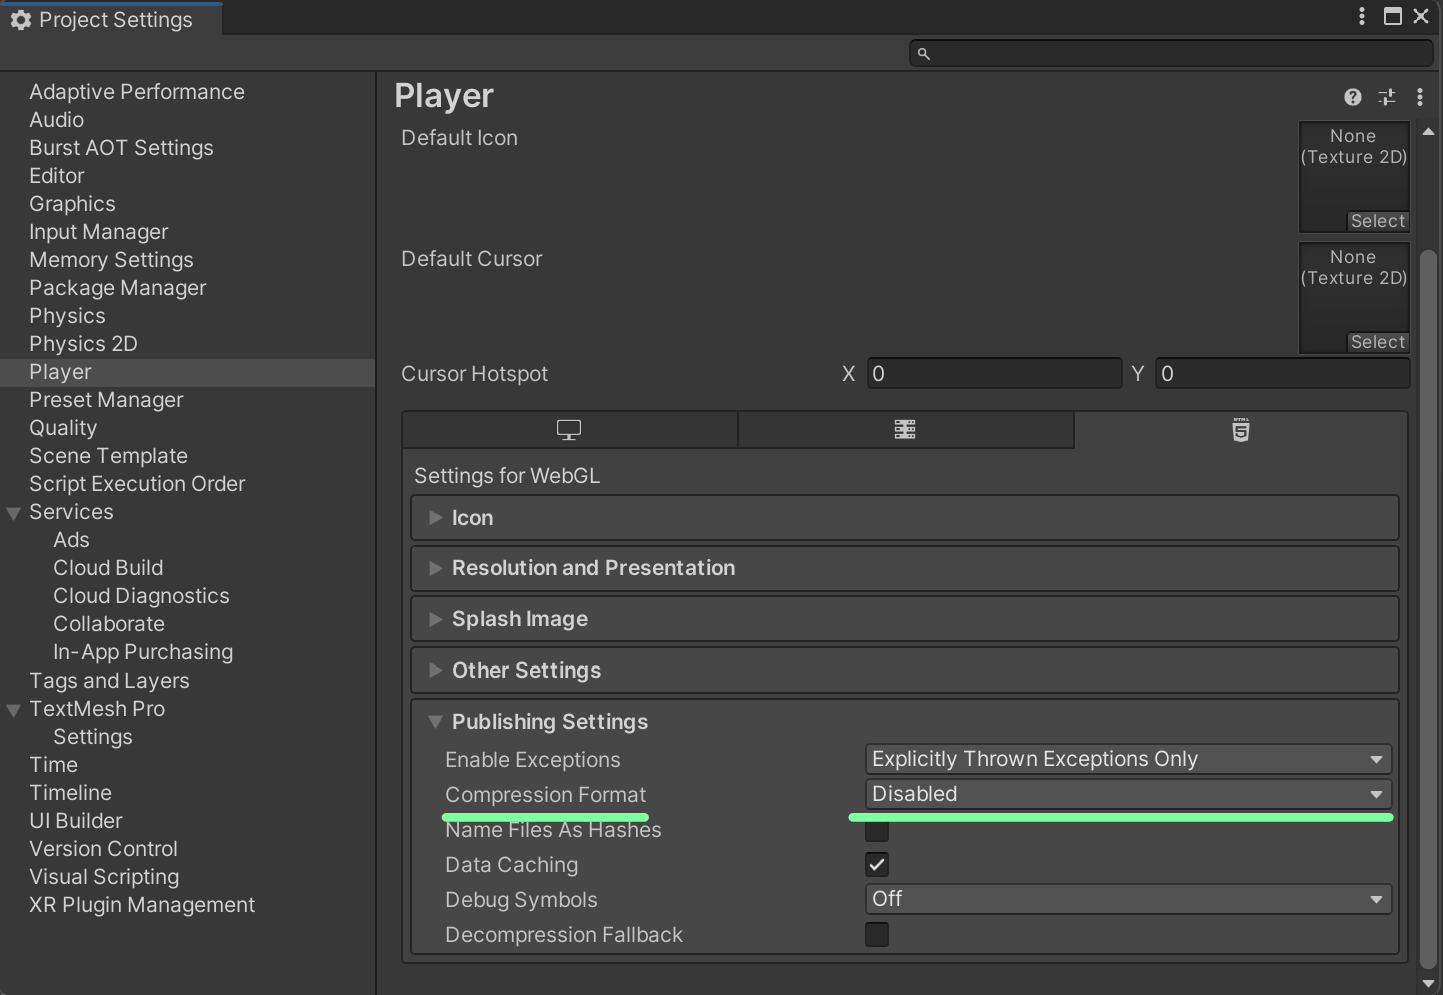 Project Settings
Adaptive Performance
Audio
Burst AOT Settings
Editor
Graphics
Input Manager
Memory Settings
Package Manager
Physics
Physics 2D
Player
Preset Manager
Quality
Scene Template
Script Execution Order
Services
Ads
Cloud Build
Cloud Diagnostics
Collaborate
In-App Purchasing
Tags and Layers
TextMesh Pro
Settings
Time
Timeline
UI Builder
Version Control
Visual Scripting
XR Plugin Management
Player
Default Icon
None
(Texture 2D)
Select
Default Cursor
None
(Texture 2D)
Select
Cursor Hotspot X 0 Y 0
HTML
5
Settings for WebGL
Icon
Resolution and Presentation
Splash Image
Other Settings
Publishing Settings
Enable Exceptions Explicitly Thrown Exceptions Only
Compression Format Disabled
Name Files As Hashes
Data Caching
Debug Symbols Off
Decompression Fallback